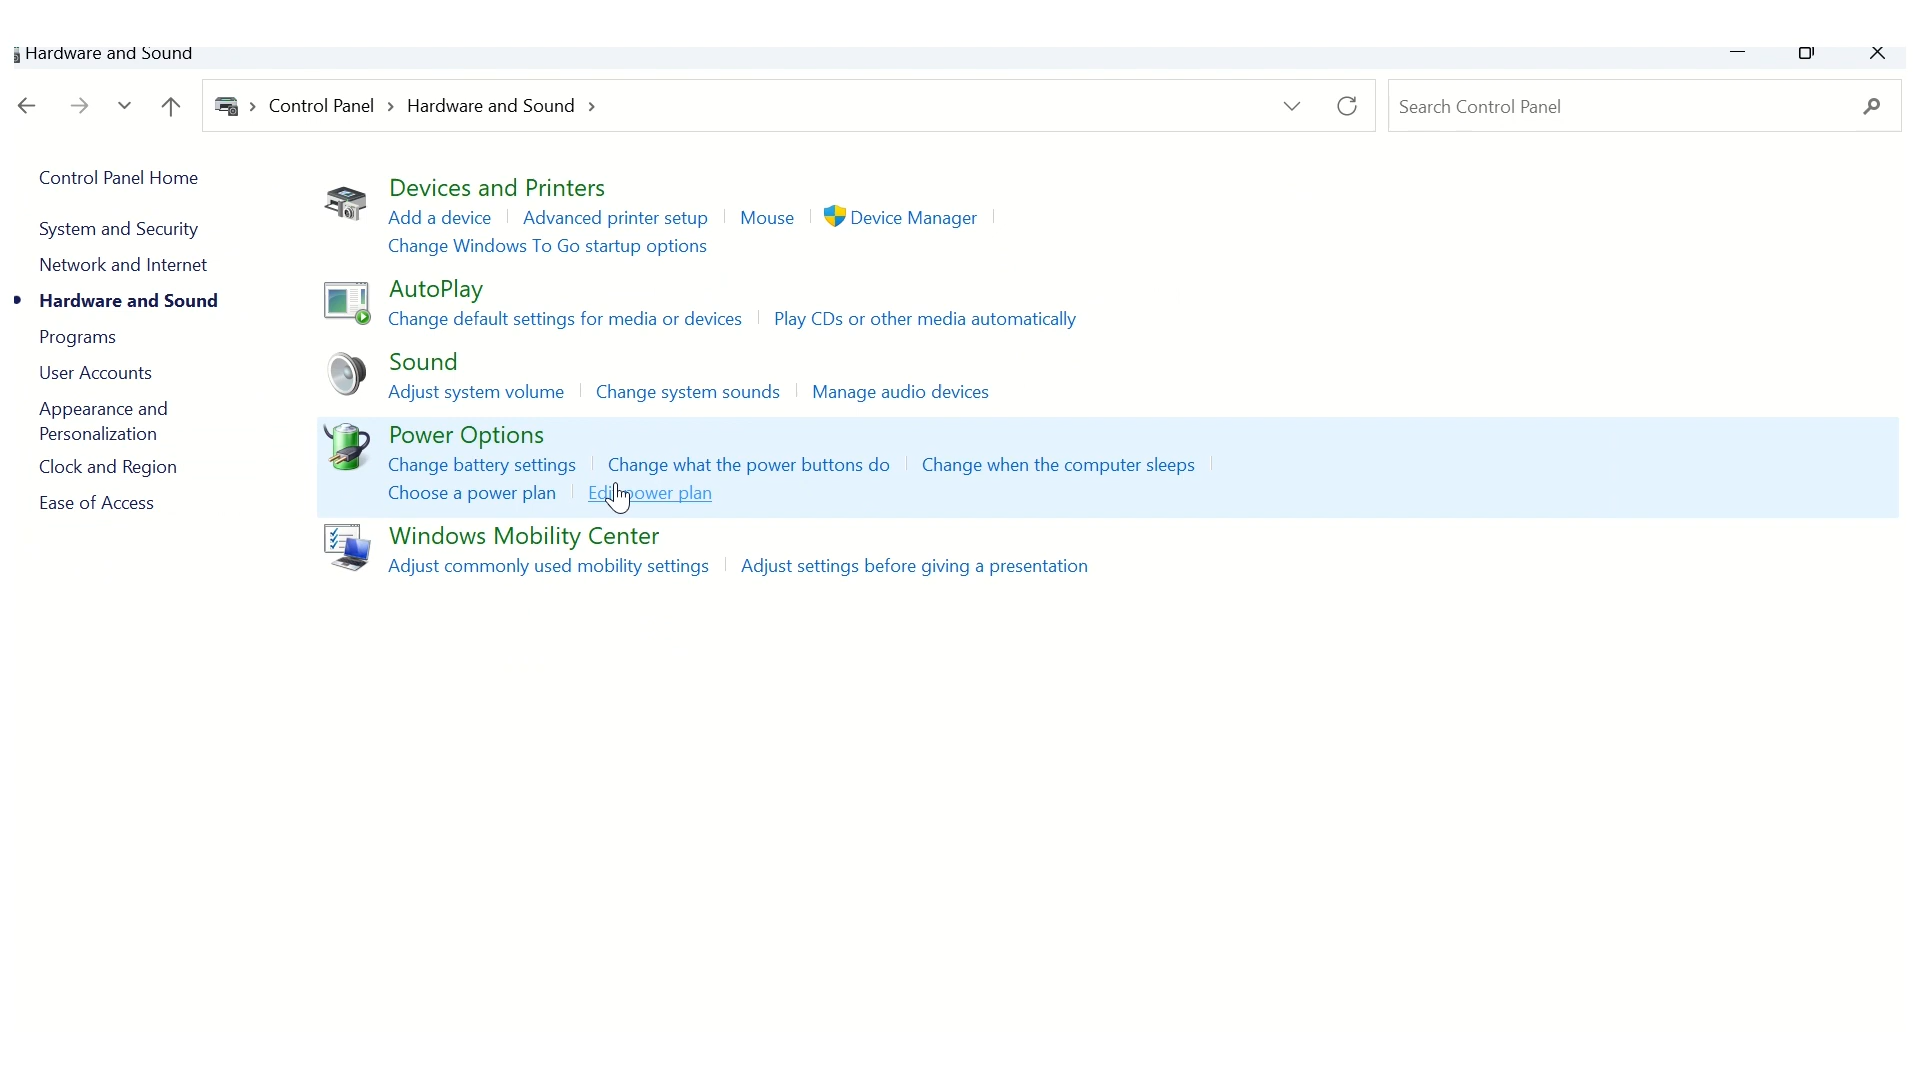 Hardware and Sound
Control Panel › Hardware and Sound ›
Search Control Panel
Control Panel Home
System and Security
Network and Internet
Hardware and Sound
Programs
User Accounts
Appearance and
Personalization
Clock and Region
Ease of Access
Devices and Printers
Add a device Advanced printer setup Mouse Device Manager
Change Windows To Go startup options
AutoPlay
Change default settings for media or devices Play CDs or other media automatically
Sound
Adjust system volume Change system sounds Manage audio devices
Power Options
Change battery settings Change what the power buttons do Change when the computer sleeps
Choose a power plan Edit power plan
Windows Mobility Center
Adjust commonly used mobility settings Adjust settings before giving a presentation